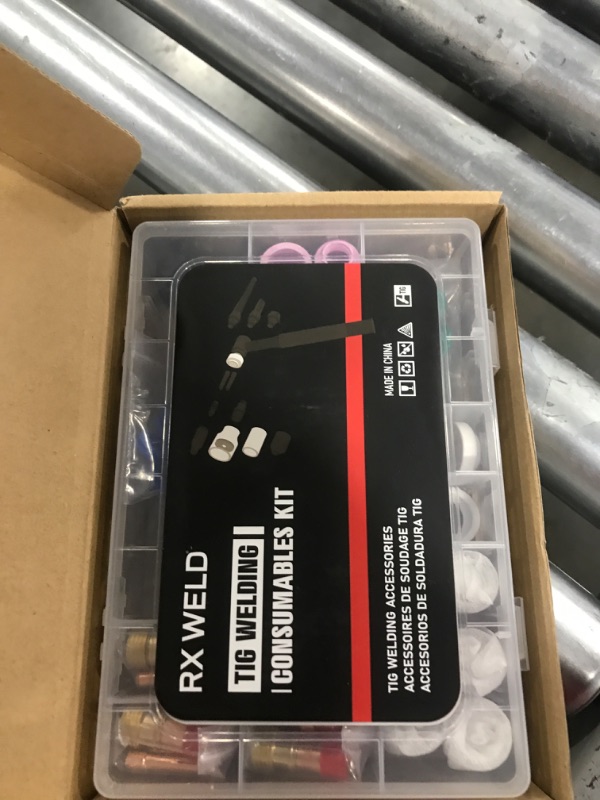 RX WELD
TIG WELDING
CONSUMABLES KIT
TIG WELDING ACCESSORIES
ACCESSOIRES DE SOUDAGE TIG
ACCESORIOS DE SOLDADURA TIG
MADE IN CHINA
TIG